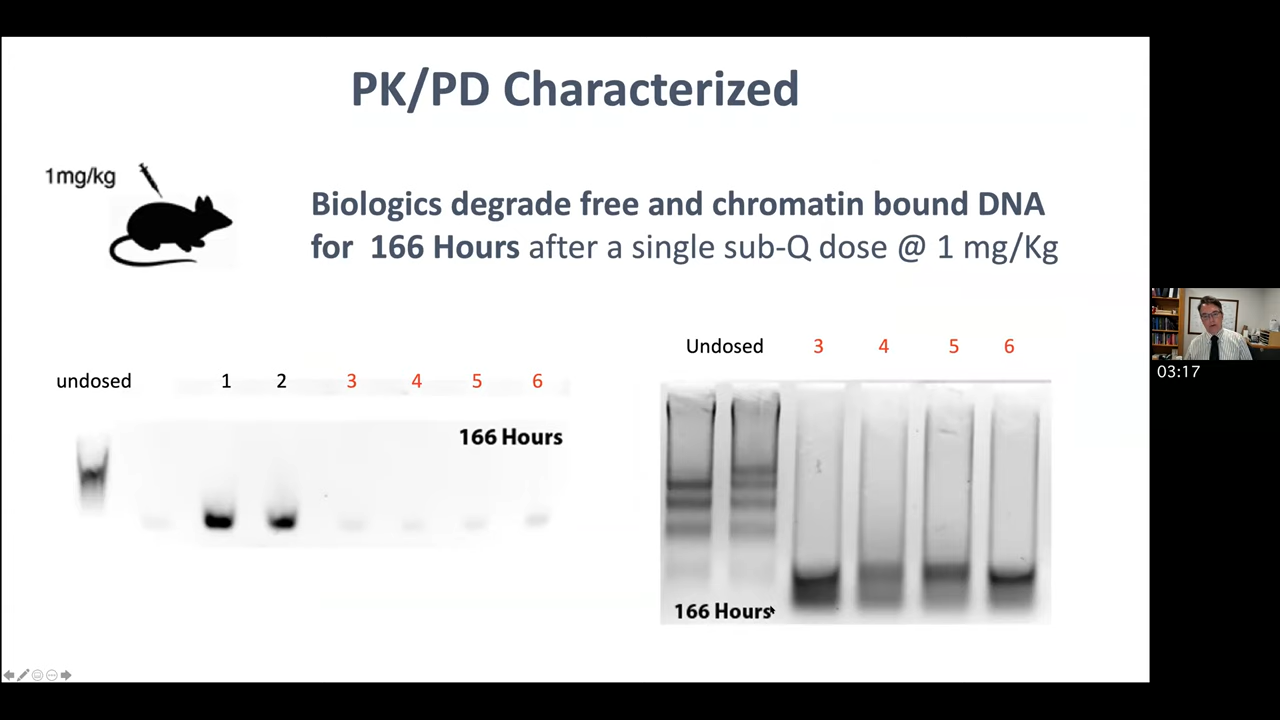 PK/PD Characterized
1mg/kg
Biologics degrade free and chromatin bound DNA
for 166 Hours after a single sub-Q dose @ 1 mg/Kg
undosed 1 2 3 4 5 6
166 Hours
Undosed 3 4 5 6
166 Hours
03:17